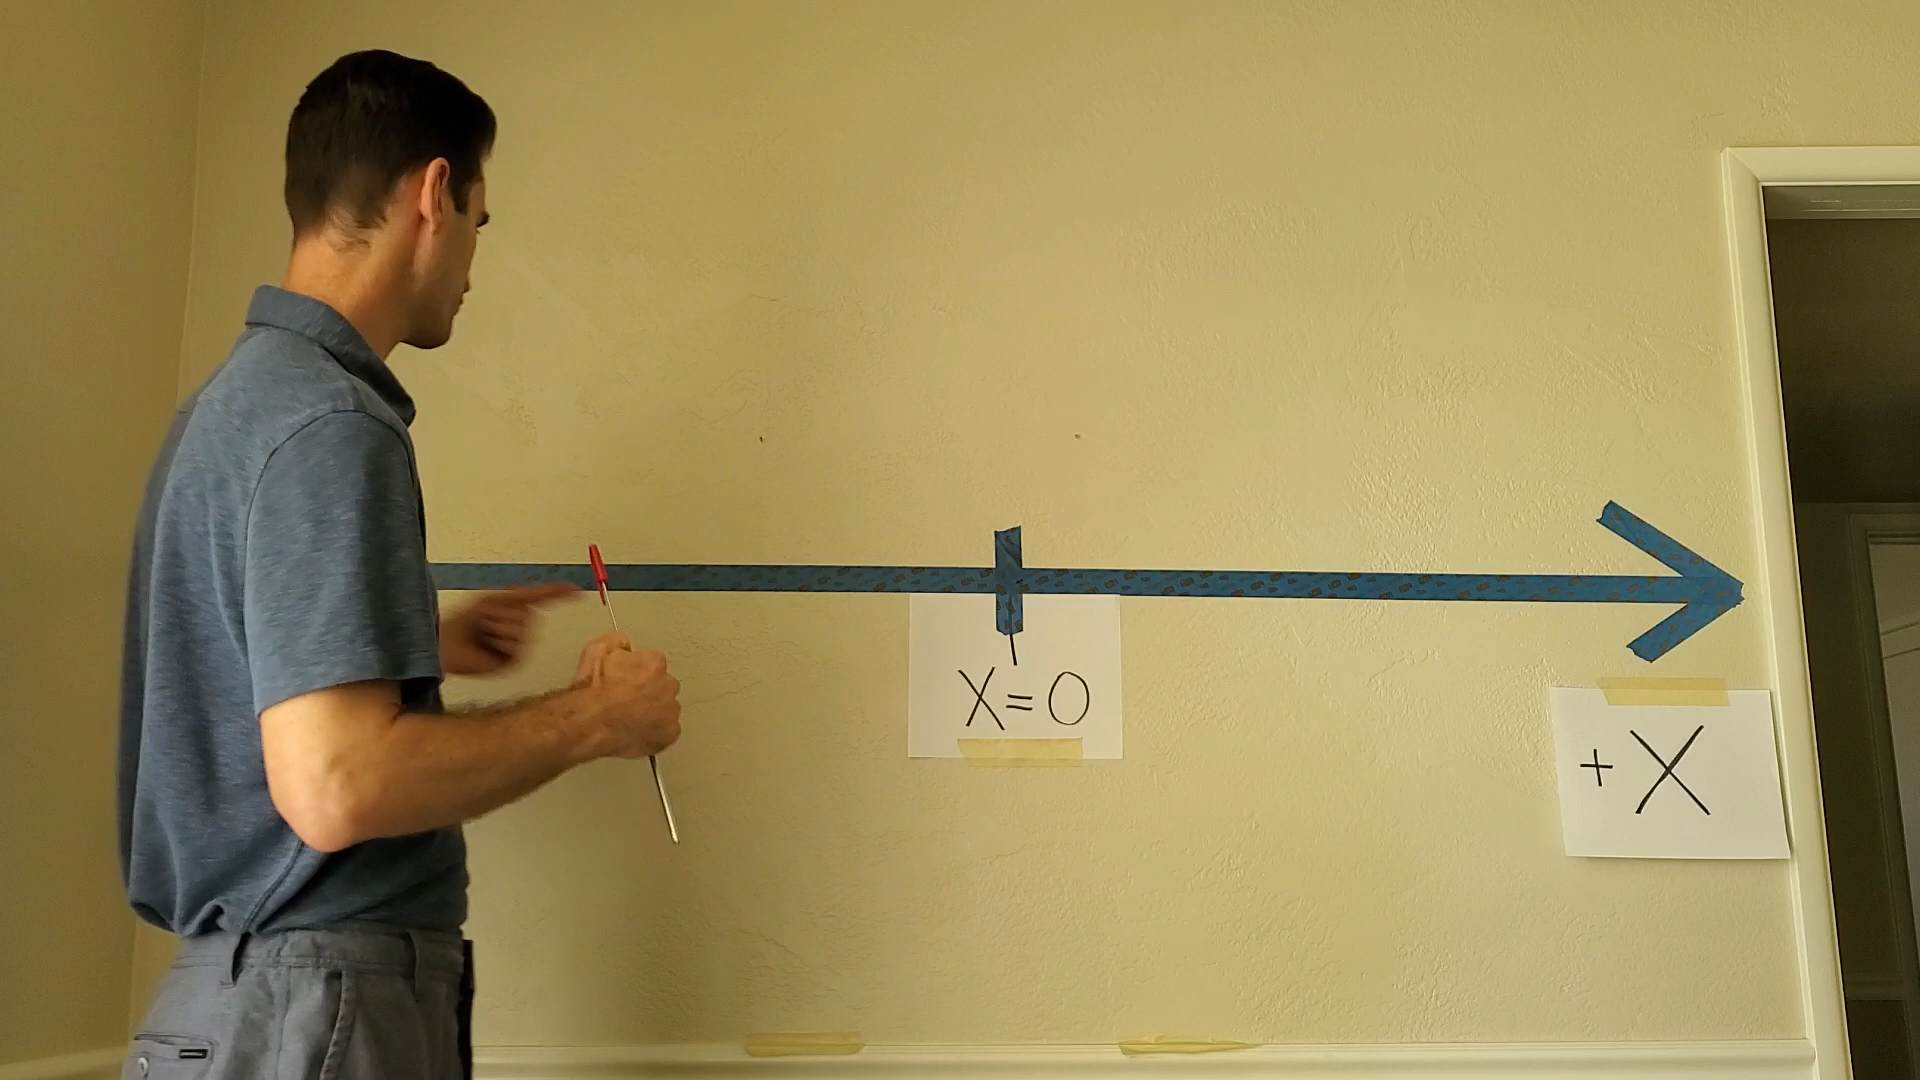 X = 0
+ X